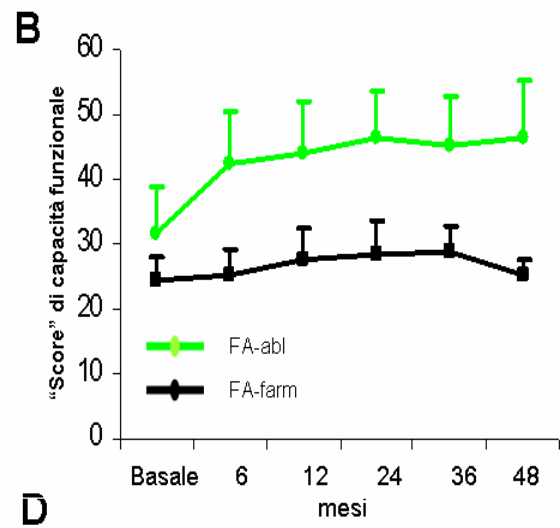 B
"Score" di capacità funzionale
60
50
40
30
20
10
0
FA-abl
FA-farm
Basale 6 12 24 36 48
mesi
D